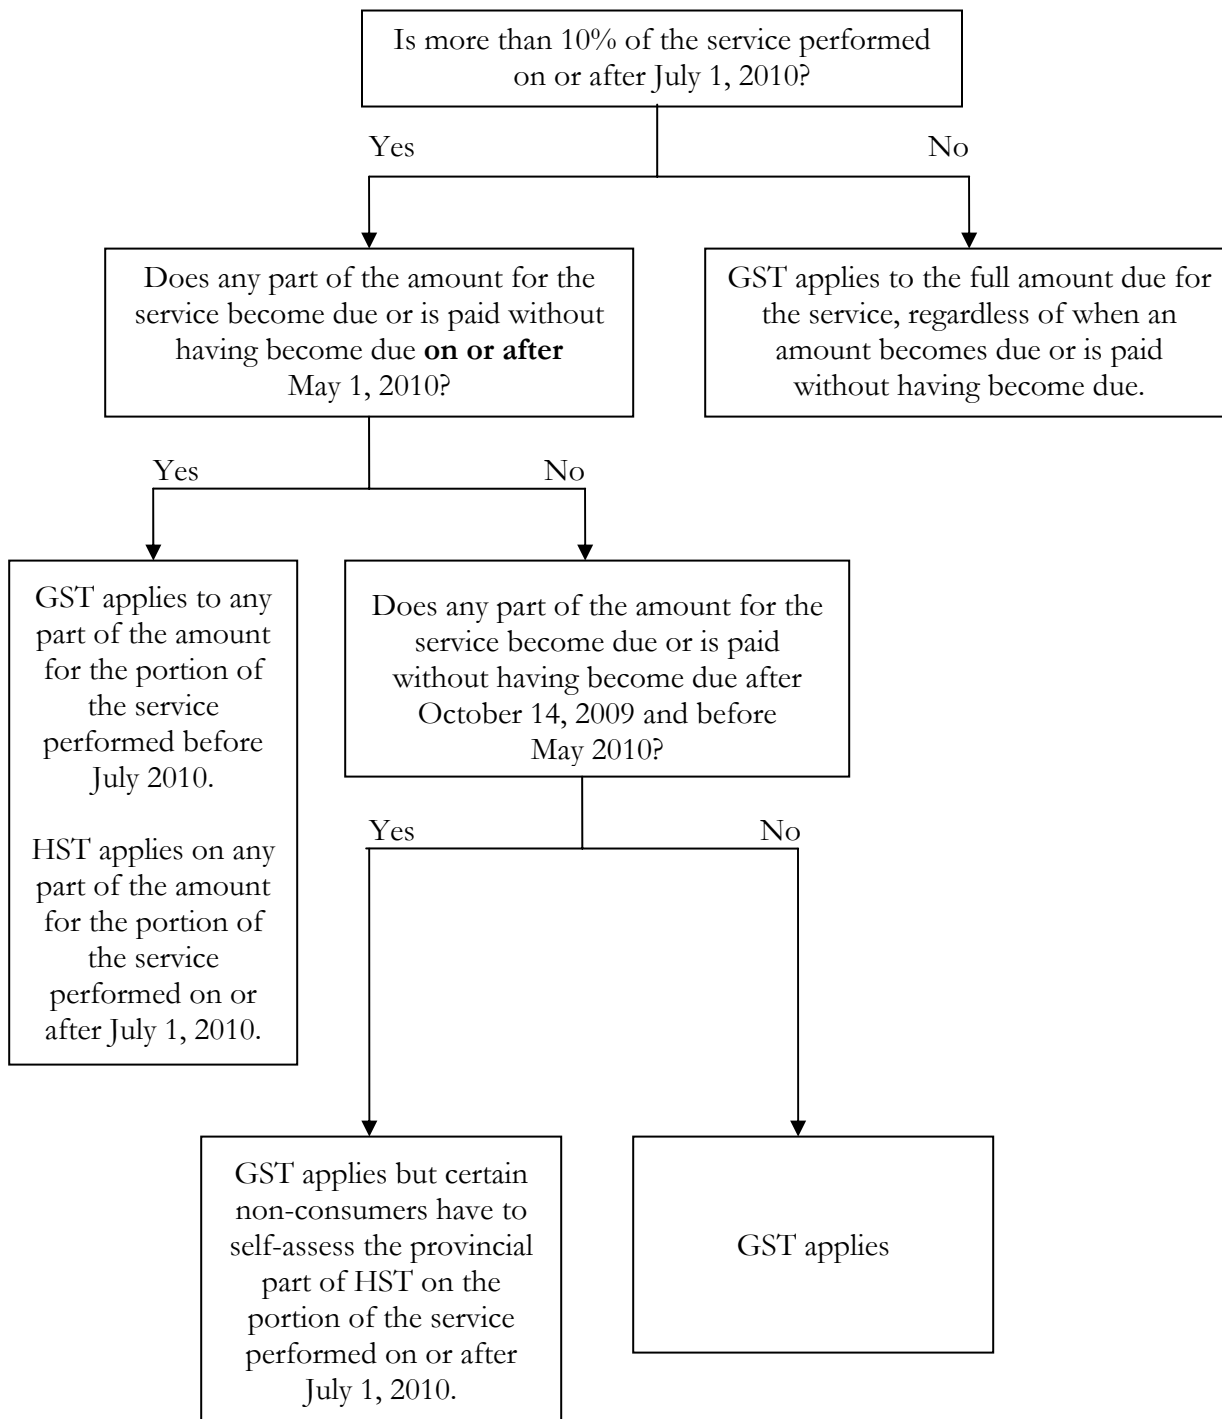 Is more than 10% of the service performed
on or after July 1, 2010?
Yes
No
Does any part of the amount for the
service become due or is paid without
having become due on or after
May 1, 2010?
GST applies to the full amount due for
the service, regardless of when an
amount becomes due or is paid
without having become due.
Yes
No
GST applies to any
part of the amount
for the portion of
the service
performed before
July 2010.
HST applies on any
part of the amount
for the portion of
the service
performed on or
after July 1, 2010.
Does any part of the amount for the
service become due or is paid
without having become due after
October 14, 2009 and before
May 2010?
Yes
No
GST applies but certain
non-consumers have to
self-assess the provincial
part of HST on the
portion of the service
performed on or after
July 1, 2010.
GST applies